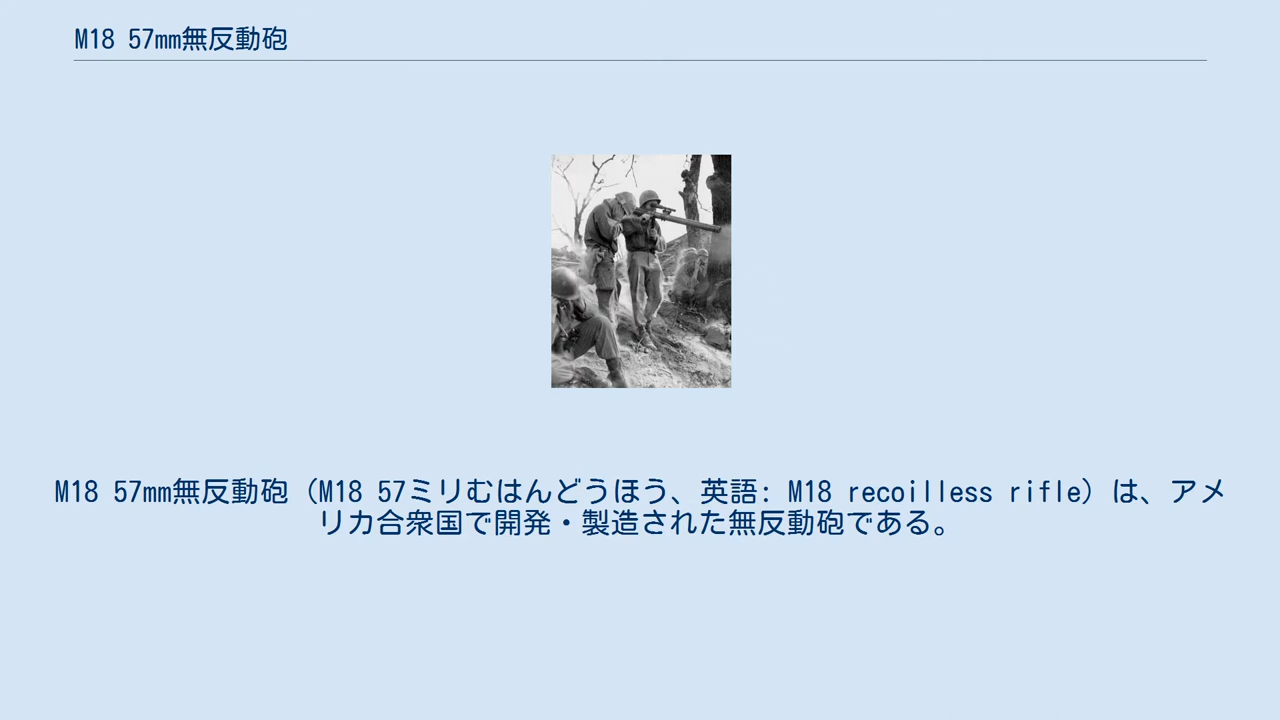 M18 57mm無反動砲
M18 57mm無反動砲（M18 57ミリむはんどうほう、英語: M18 recoilless rifle）は、アメ
リカ合衆国で開発・製造された無反動砲である。